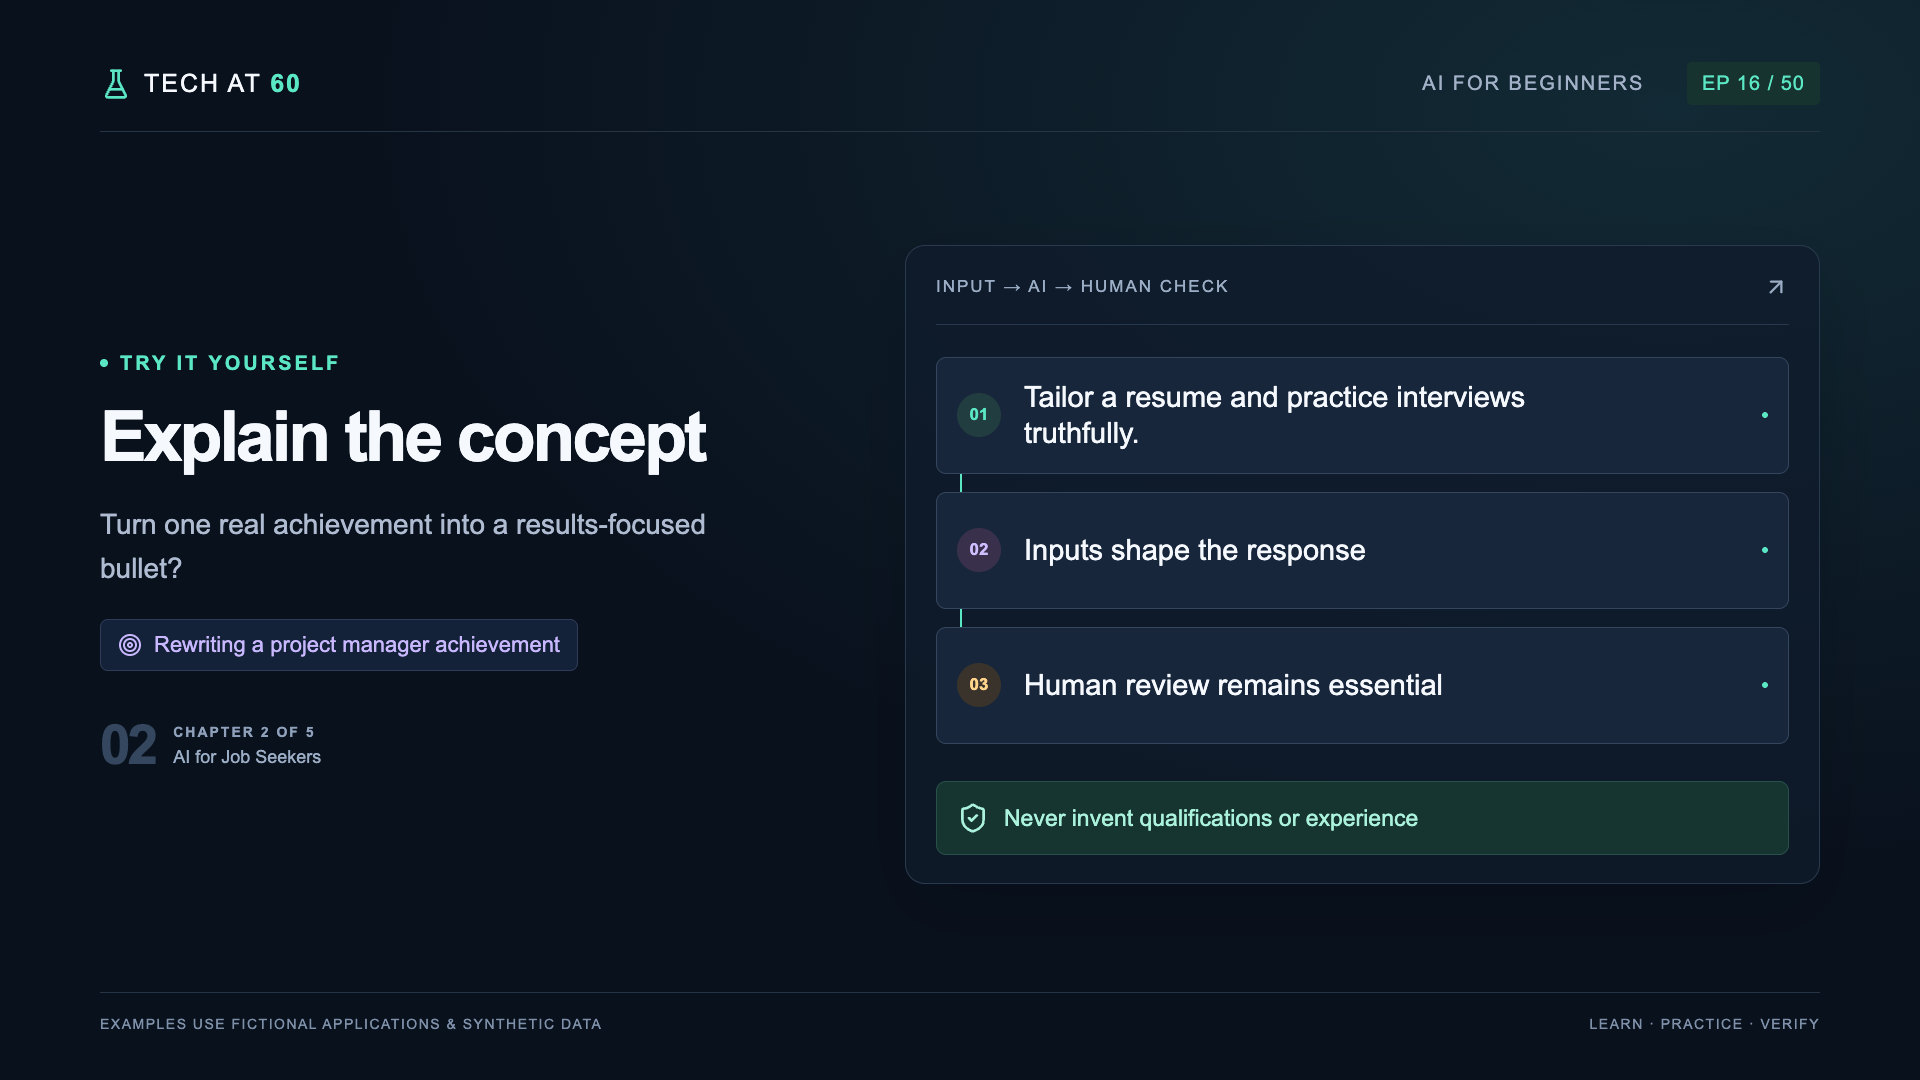 TECH AT 60
AI FOR BEGINNERS
EP 16 / 50
TRY IT YOURSELF
Explain the concept
Turn one real achievement into a results-focused
bullet?
Rewriting a project manager achievement
02
CHAPTER 2 OF 5
AI for Job Seekers
INPUT → AI → HUMAN CHECK
01
Tailor a resume and practice interviews
truthfully.
02
Inputs shape the response
03
Human review remains essential
Never invent qualifications or experience
EXAMPLES USE FICTIONAL APPLICATIONS & SYNTHETIC DATA
LEARN · PRACTICE · VERIFY